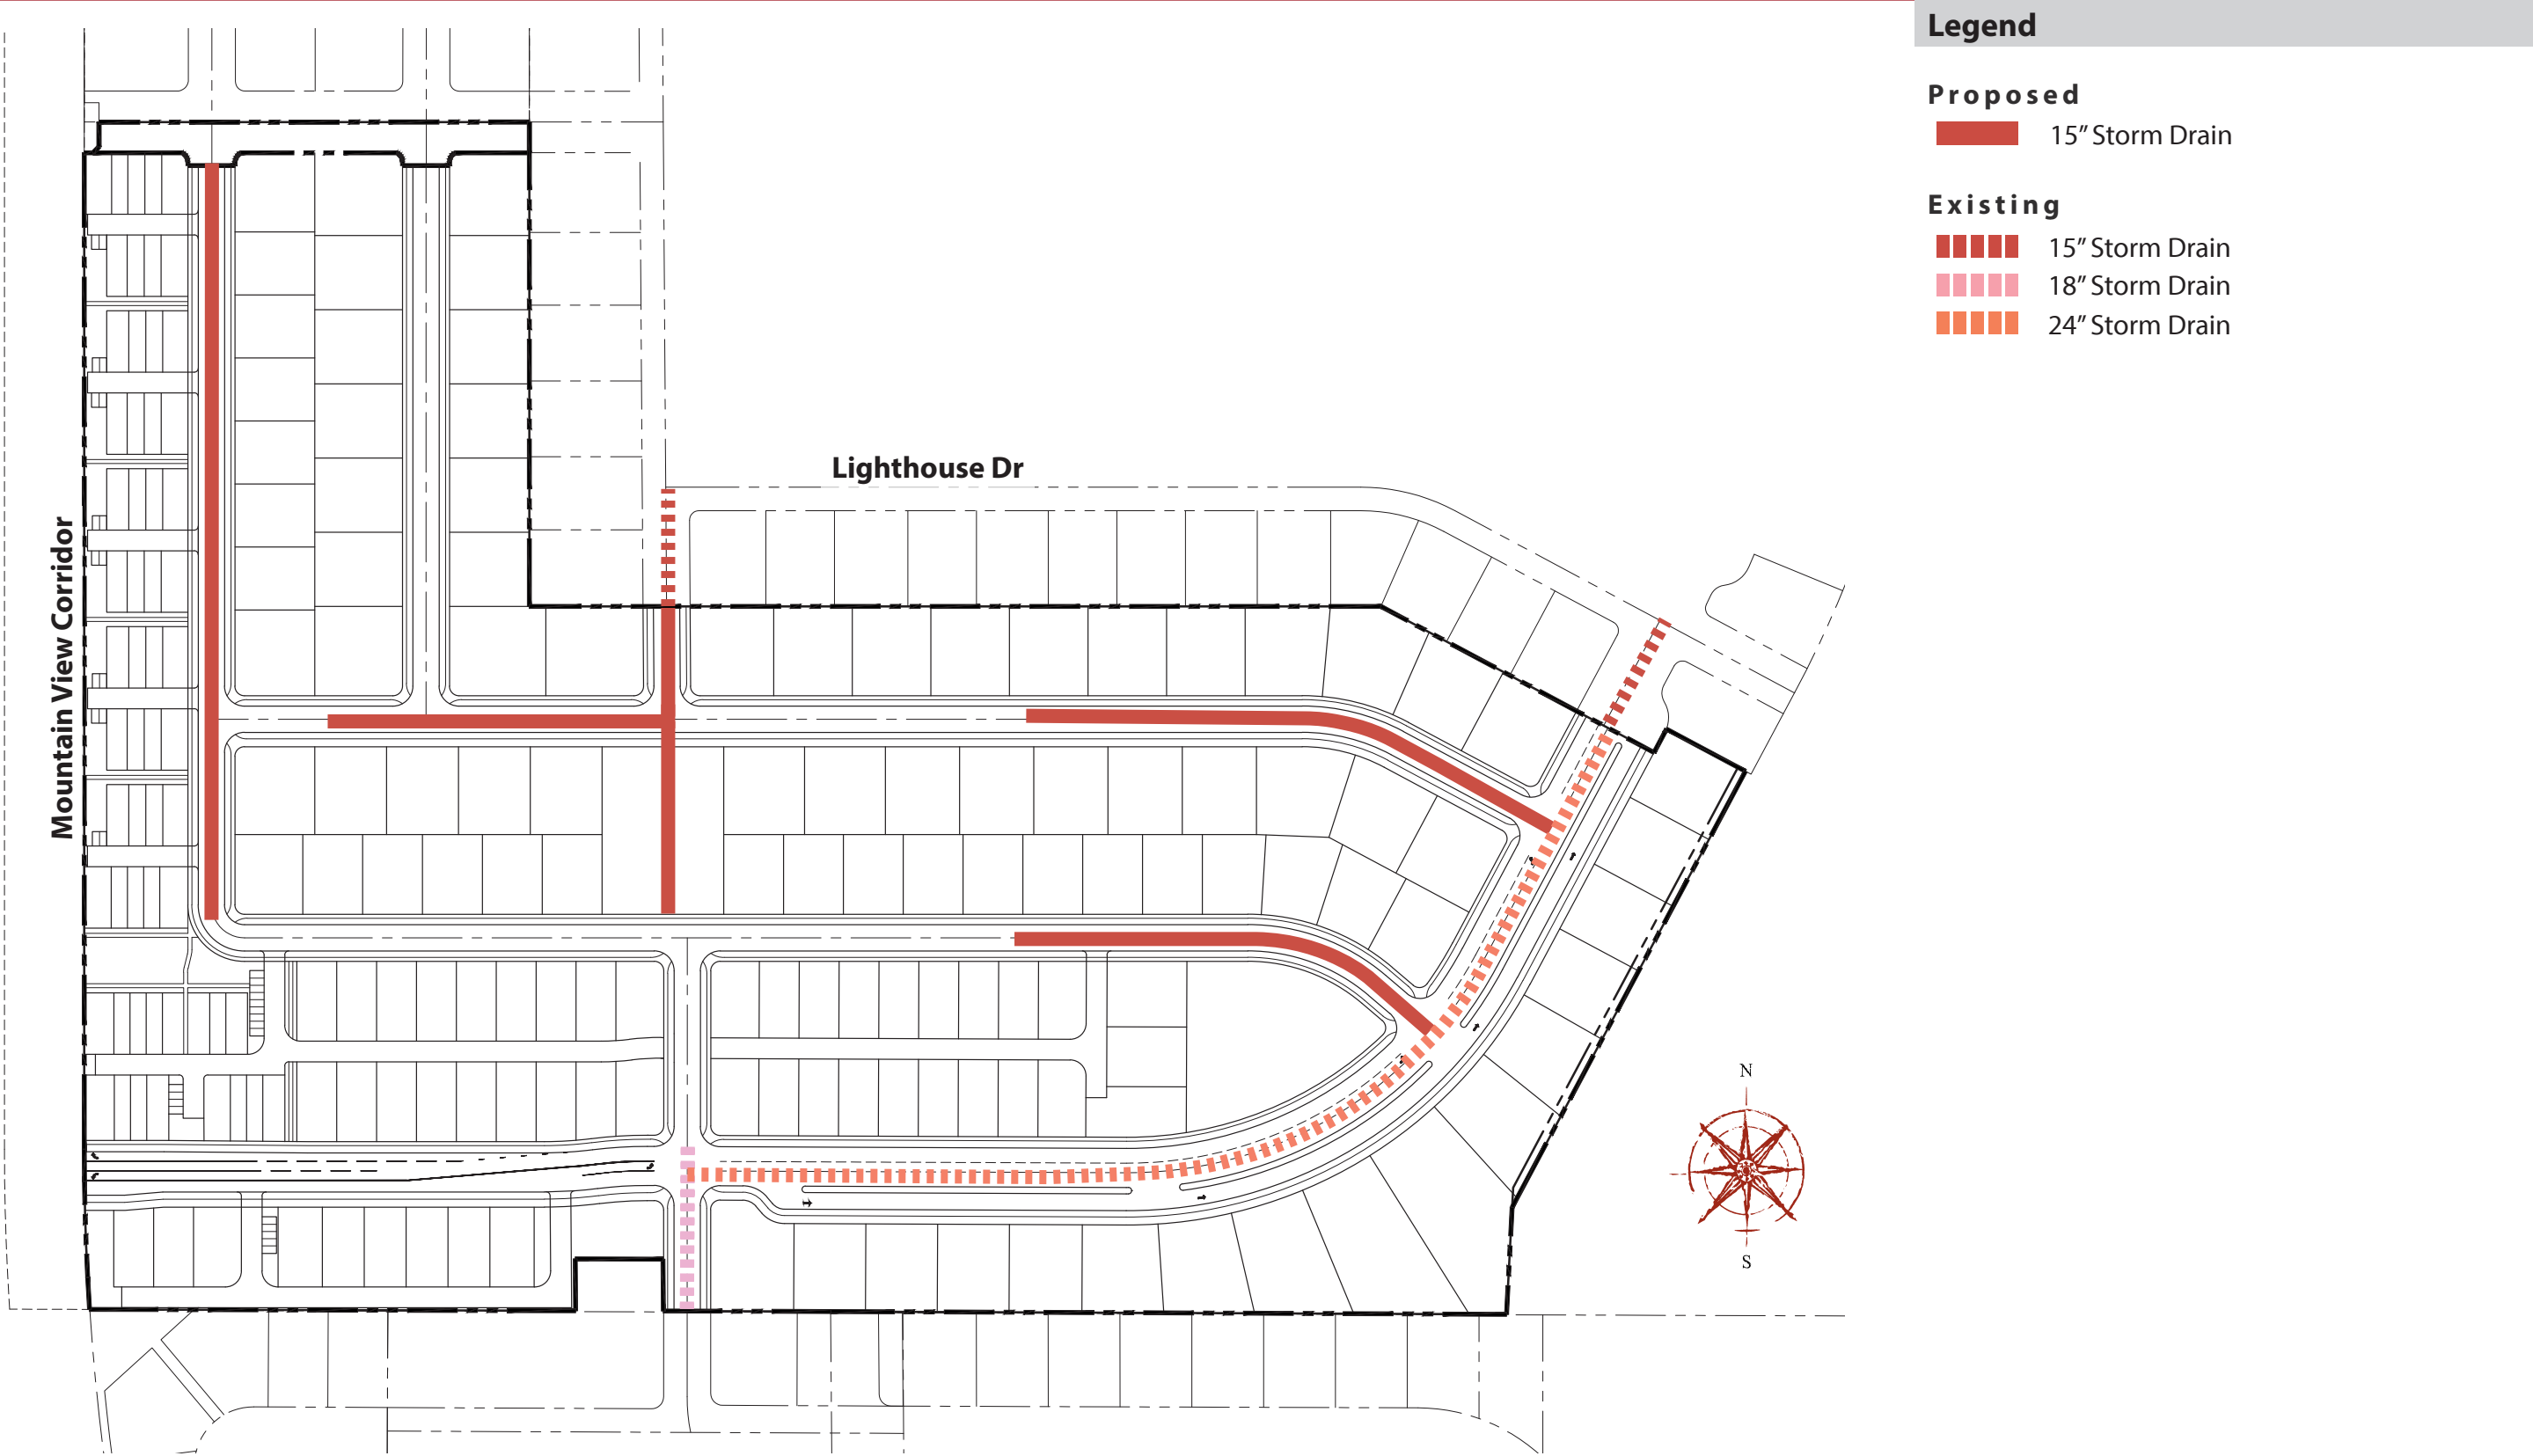 Legend
Proposed
15” Storm Drain
Existing
15” Storm Drain
18” Storm Drain
24” Storm Drain
Lighthouse Dr
Mountain View Corridor
N
S